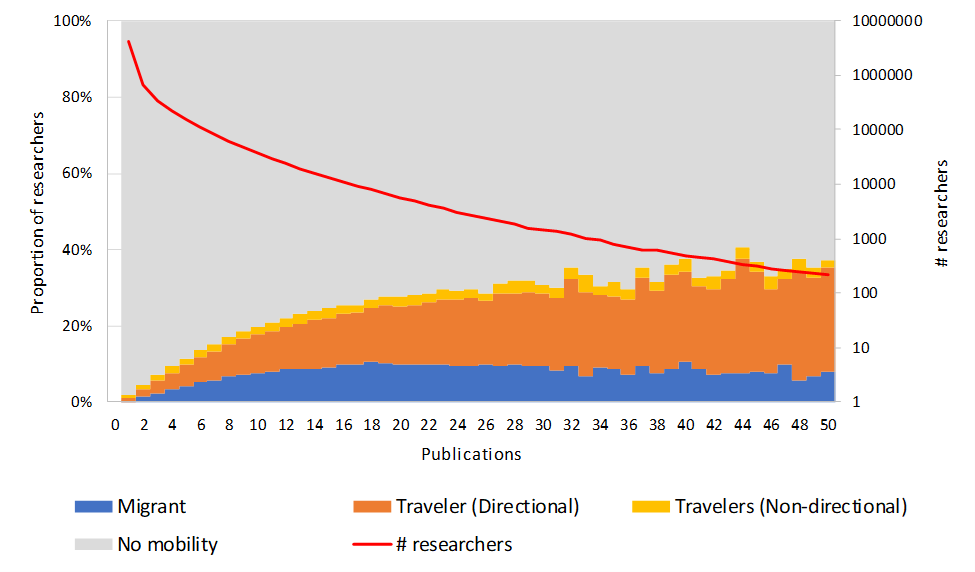 100%
80%
60%
40%
20%
0%
Proportion of researchers
10000000
1000000
100000
10000
1000
100
10
1
# researchers
0 2 4 6 8 10 12 14 16 18 20 22 24 26 28 30 32 34 36 38 40 42 44 46 48 50
Publications
Migrant Traveler (Directional) Travelers (Non-directional)
No mobility # researchers